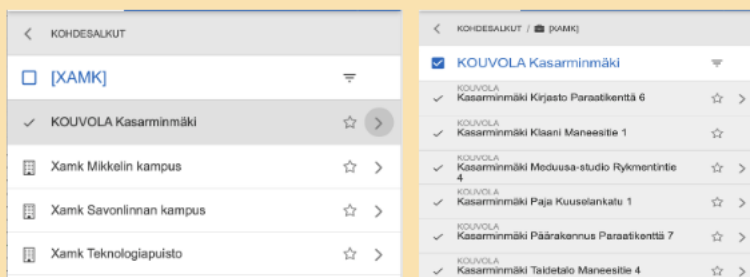 KOHDESALKUT
[XAMK]
KOUVOLA Kasarminmäki
Xamk Mikkelin kampus
Xamk Savonlinnan kampus
Xamk Teknologiapuisto
KOHDESALKUT / [XAMK]
KOUVOLA Kasarminmäki
KOUVOLA
Kasarminmäki Kirjasto Paraatikenttä 6
KOUVOLA
Kasarminmäki Klaani Maneesitie 1
KOUVOLA
Kasarminmäki Meduusa-studio Rykmentintie
4
KOUVOLA
Kasarminmäki Paja Kuuselankatu 1
KOUVOLA
Kasarminmäki Päärakennus Paraatikenttä 7
KOUVOLA
Kasarminmäki Taidetalo Maneesitie 4